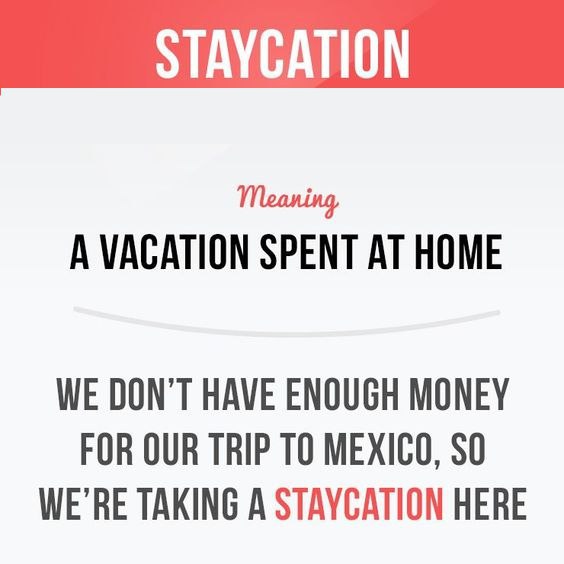 STAYCATION
Meaning
A VACATION SPENT AT HOME
WE DON'T HAVE ENOUGH MONEY
FOR OUR TRIP TO MEXICO, SO
WE'RE TAKING A STAYCATION HERE